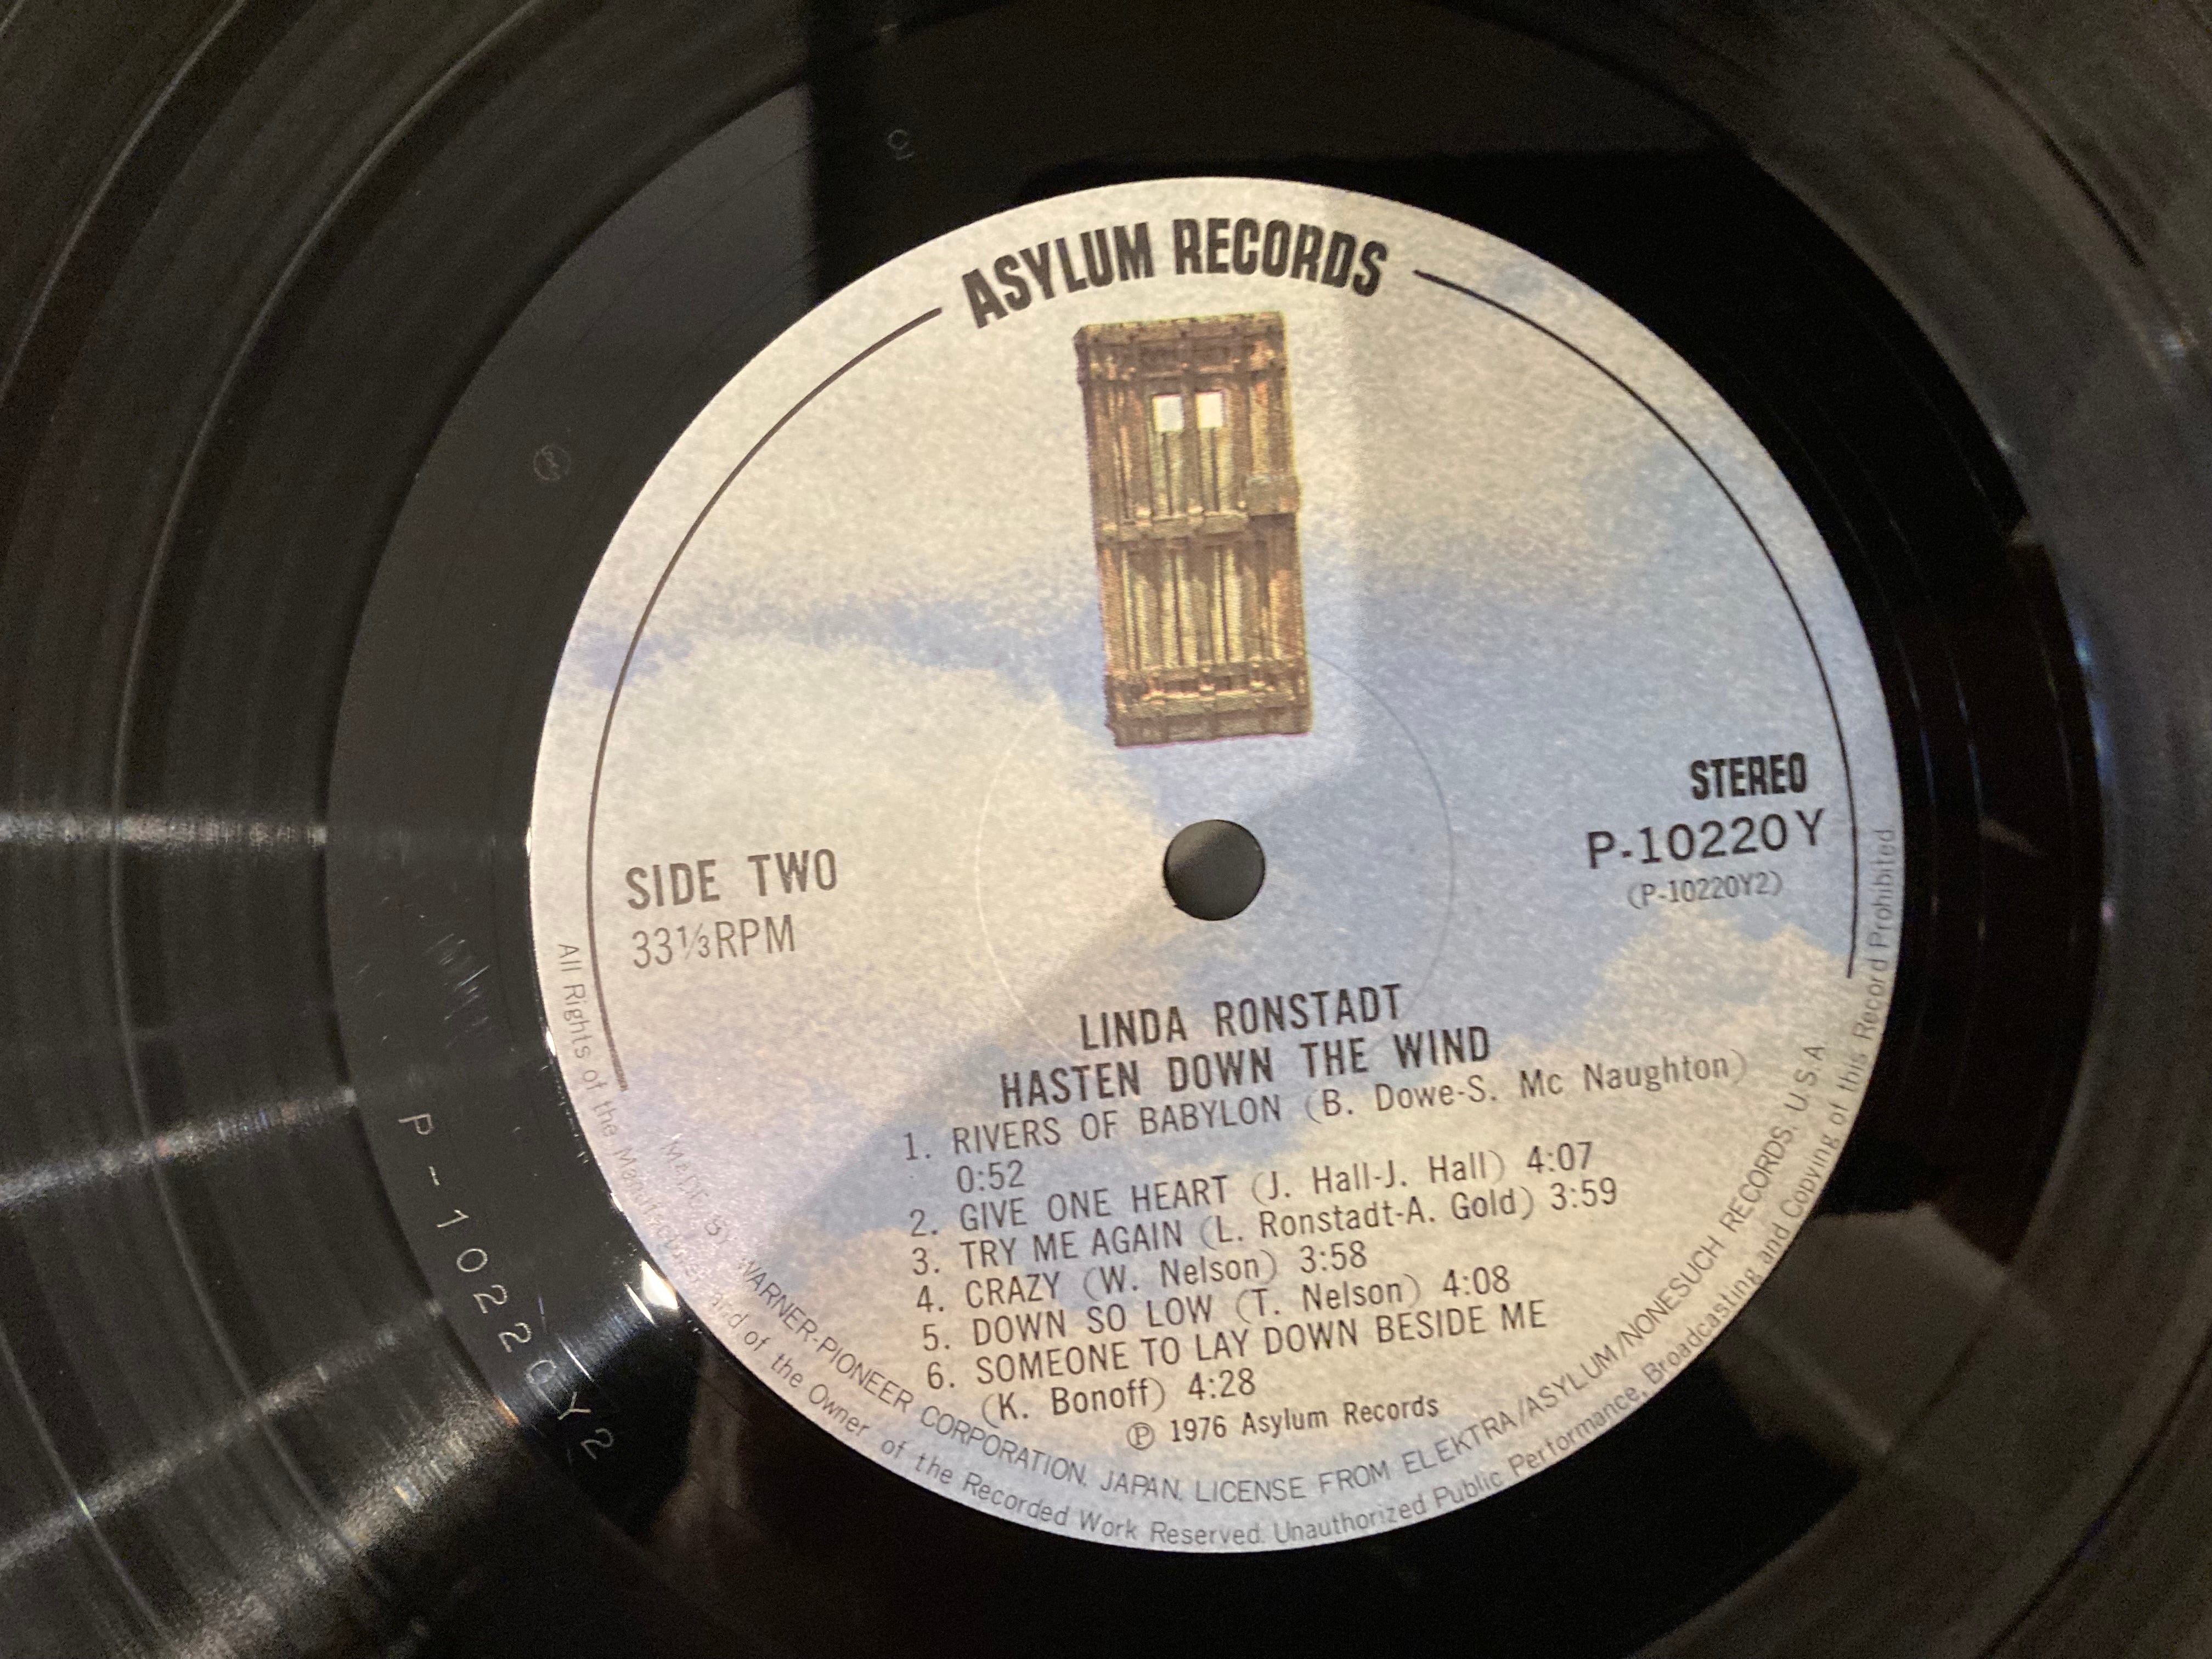 ASYLUM RECORDS
STEREO
P-10220Y
(P-10220Y2)
SIDE TWO
33⅓RPM
LINDA RONSTADT
HASTEN DOWN THE WIND
1. RIVERS OF BABYLON (B. Dowe-S. Mc Naughton)
0:52
2. GIVE ONE HEART (J. Hall-J. Hall) 4:07
3. TRY ME AGAIN (L. Ronstadt-A. Gold) 3:59
4. CRAZY (W. Nelson) 3:58
5. DOWN SO LOW (T. Nelson) 4:08
6. SOMEONE TO LAY DOWN BESIDE ME
(K. Bonoff) 4:28
Ⓟ 1976 Asylum Records
WARNER-PIONEER CORPORATION, JAPAN, LICENSE FROM ELEKTRA/ASYLUM/NONESUCH RECORDS, U.S.A.
All Rights of the Manufacturer and of the Owner of the Recorded Work Reserved. Unauthorized Public Performance, Broadcasting and Copying of this Record Prohibited
P-10220Y2